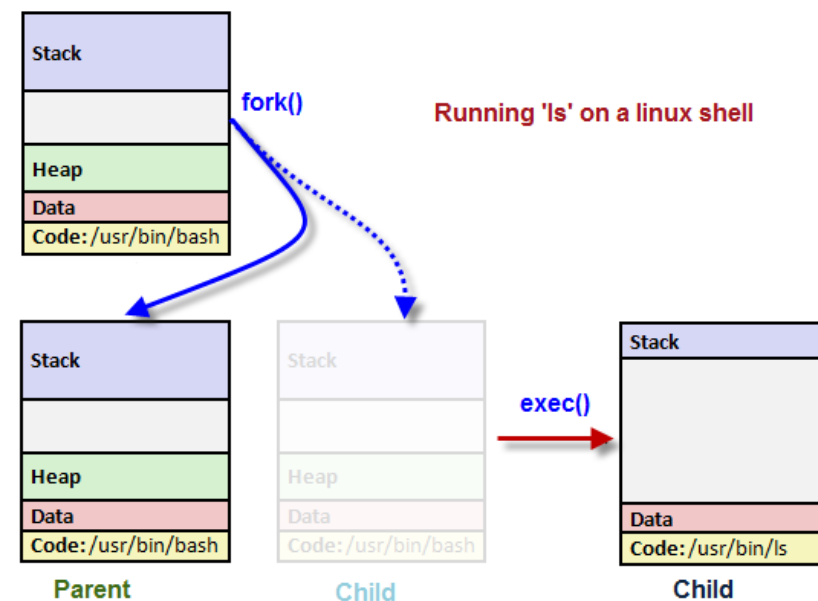 Stack
fork()
Running 'ls' on a linux shell
Heap
Data
Code:/usr/bin/bash
Stack
Heap
Data
Code:/usr/bin/bash
Parent
Stack
Heap
Data
Code:/usr/bin/bash
Child
exec()
Stack
Data
Code:/usr/bin/ls
Child